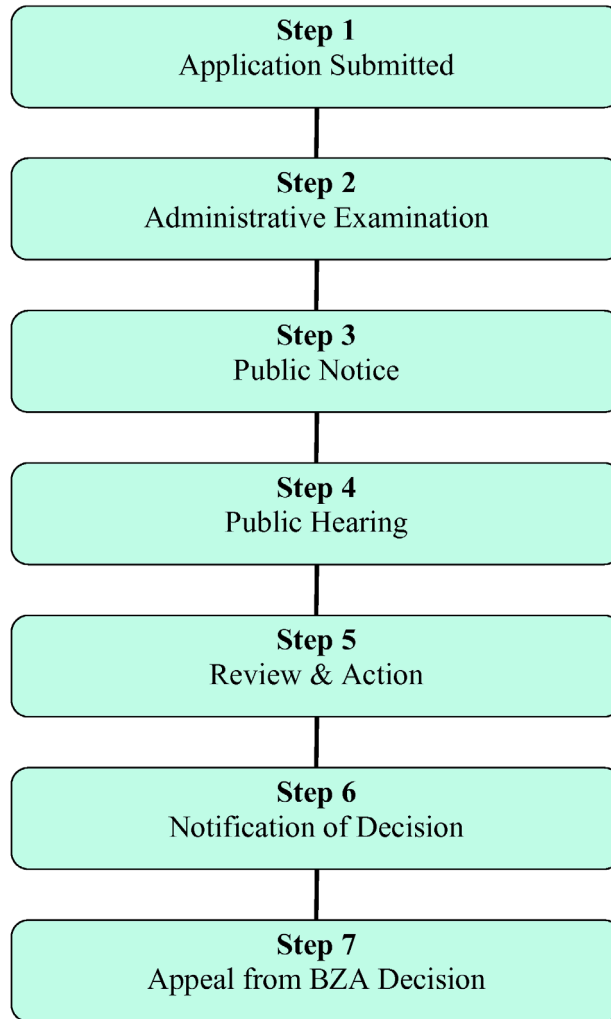 Step 1
Application Submitted
Step 2
Administrative Examination
Step 3
Public Notice
Step 4
Public Hearing
Step 5
Review & Action
Step 6
Notification of Decision
Step 7
Appeal from BZA Decision